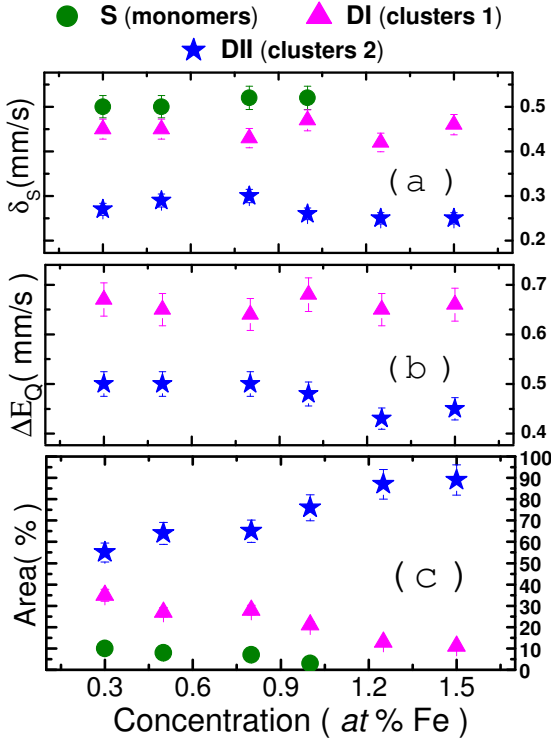 S (monomers) DI (clusters 1)
DII (clusters 2)
δS(mm/s)
0.5
0.4
0.3
0.2
(a)
ΔEQ( mm/s)
0.7
0.6
0.5
0.4
(b)
Area( %)
100
90
80
70
60
50
40
30
20
10
0
(c)
0.3 0.6 0.9 1.2 1.5
Concentration ( at % Fe)